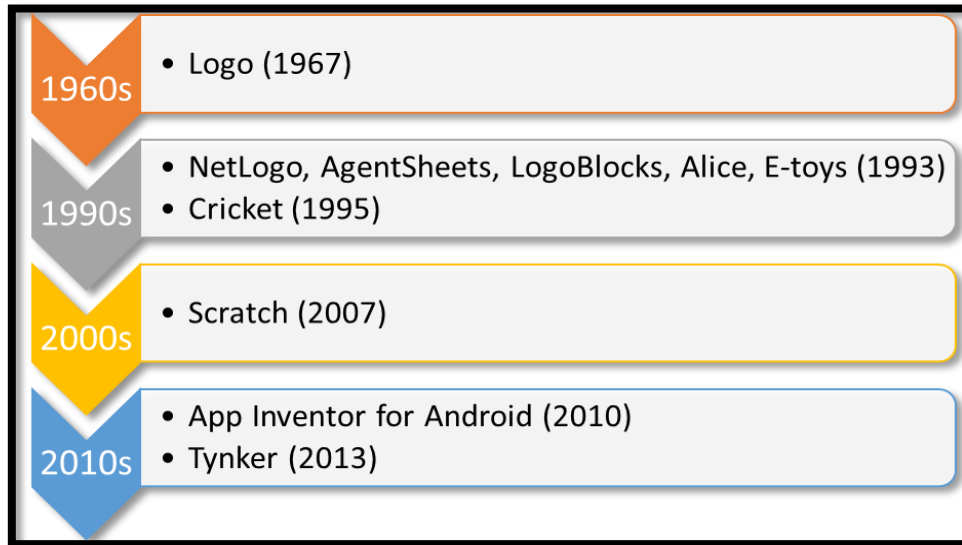 1960s
• Logo (1967)
1990s
• NetLogo, AgentSheets, LogoBlocks, Alice, E-toys (1993)
• Cricket (1995)
2000s
• Scratch (2007)
2010s
• App Inventor for Android (2010)
• Tynker (2013)